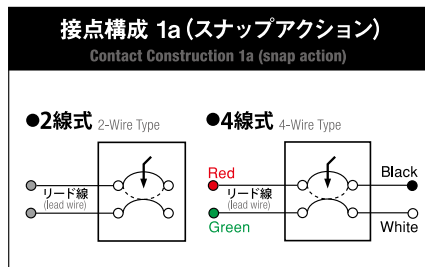 接点構成 1a(スナップアクション)
Contact Construction 1a (snap action)
●2線式 2-Wire Type
●4線式 4-Wire Type
リード線
(lead wire)
Red
リード線
(lead wire)
Green
Black
White